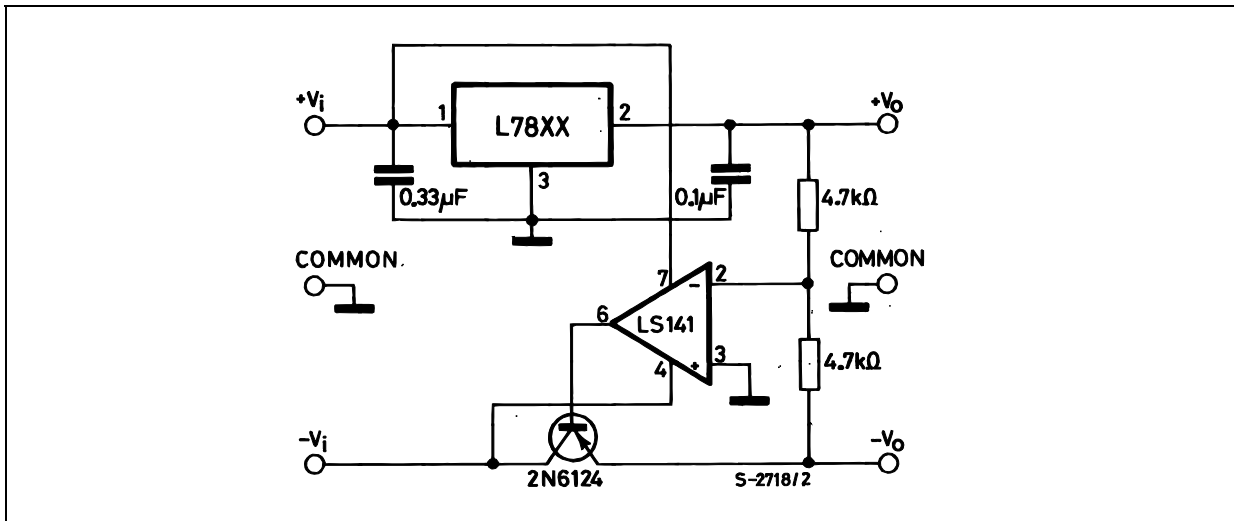 +Vi
1
L78XX
2
+Vo
3
0.33µF
0.1µF
4.7kΩ
COMMON.
COMMON
7
2
-
6
LS141
3
+
4
4.7kΩ
-Vi
-Vo
2N6124
S-2718/2